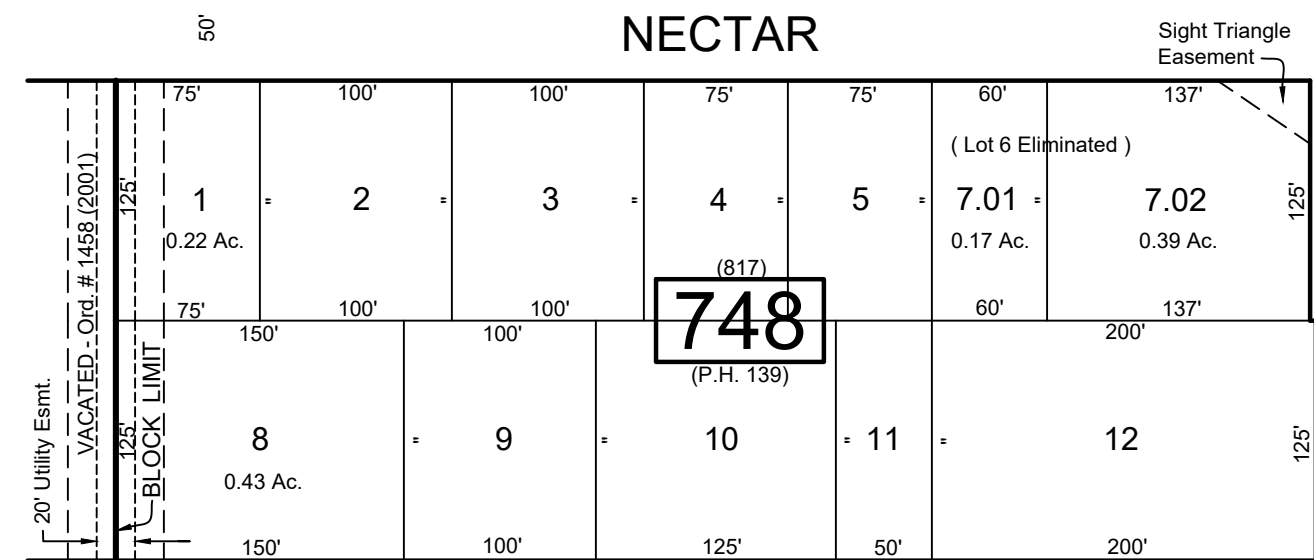 50'
NECTAR
Sight Triangle
Easement
75' 100' 100' 75' 75' 60' 137'
( Lot 6 Eliminated )
125' 1 = 2 = 3 = 4 = 5 = 7.01 = 7.02 125'
0.22 Ac. 0.17 Ac. 0.39 Ac.
(817)
748
75' 100' 100' 60' 137'
150' 100' 200'
(P.H. 139)
20' Utility Esmt.
VACATED - Ord. # 1458 (2001)
BLOCK LIMIT
125' 8 = 9 = 10 = 11 = 12 125'
0.43 Ac.
150' 100' 125' 50' 200'